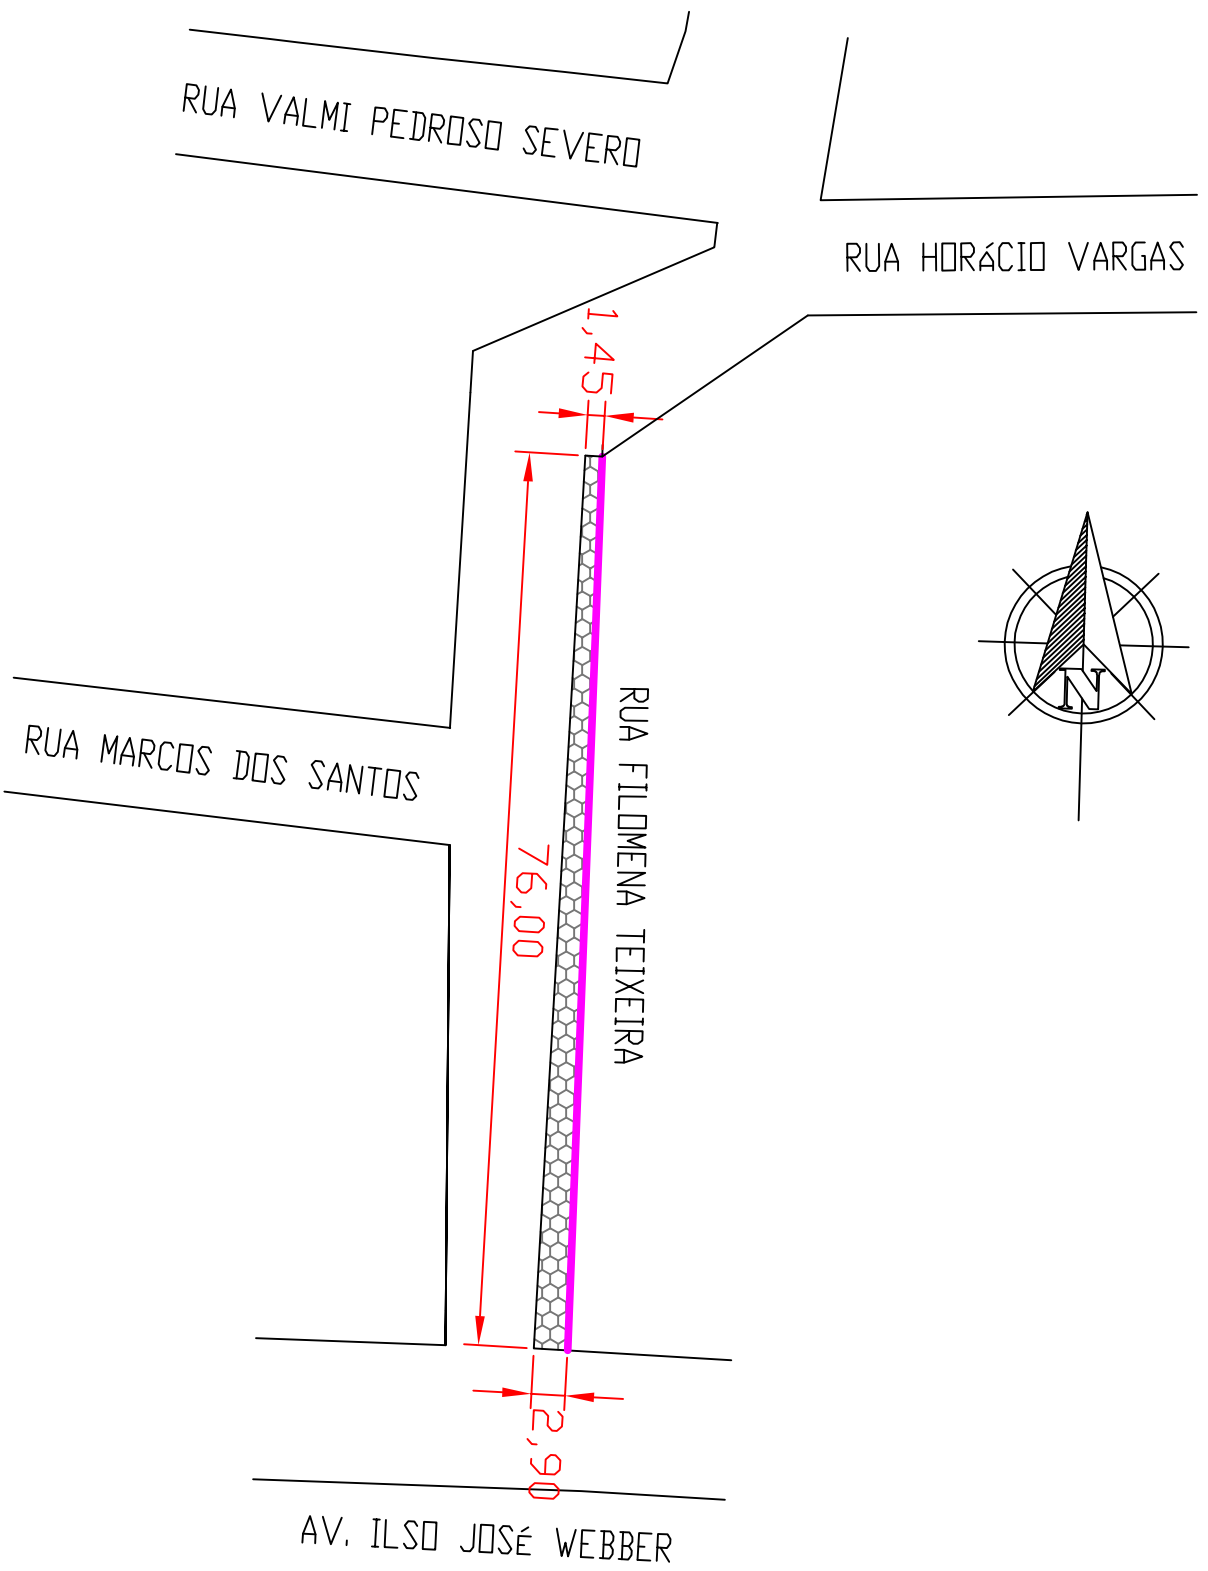 RUA VALMI PEDROSO SEVERO
RUA HORÁCIO VARGAS
1,45
N
RUA FILOMENA TEIXEIRA
RUA MARCOS DOS SANTOS
76,00
2,90
AV. ILSO JOSÉ WEBBER